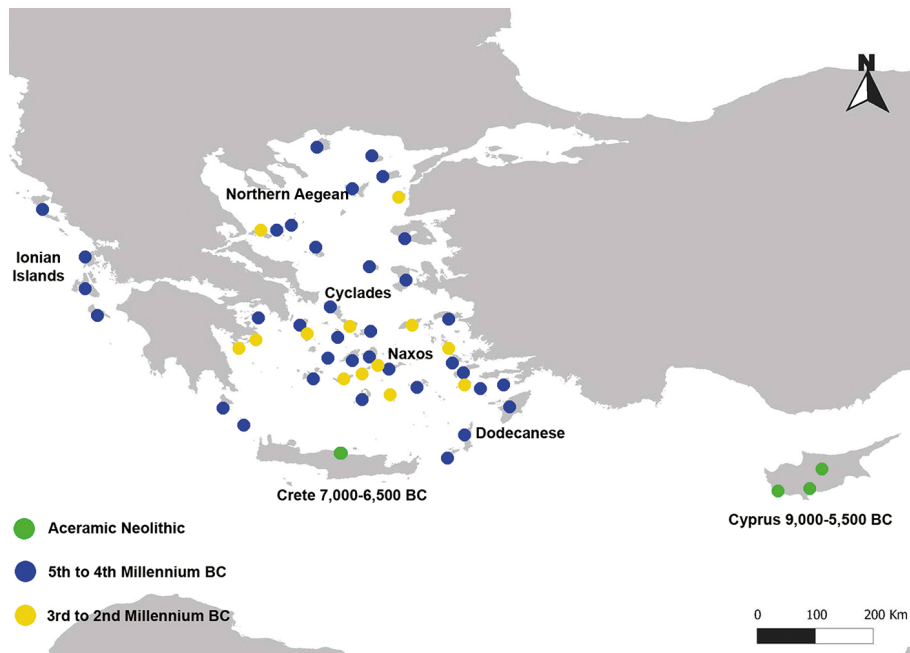 N
Northern Aegean
Ionian
Islands
Cyclades
Naxos
Dodecanese
Crete 7,000-6,500 BC
Cyprus 9,000-5,500 BC
Aceramic Neolithic
5th to 4th Millennium BC
3rd to 2nd Millennium BC
0 100 200 Km